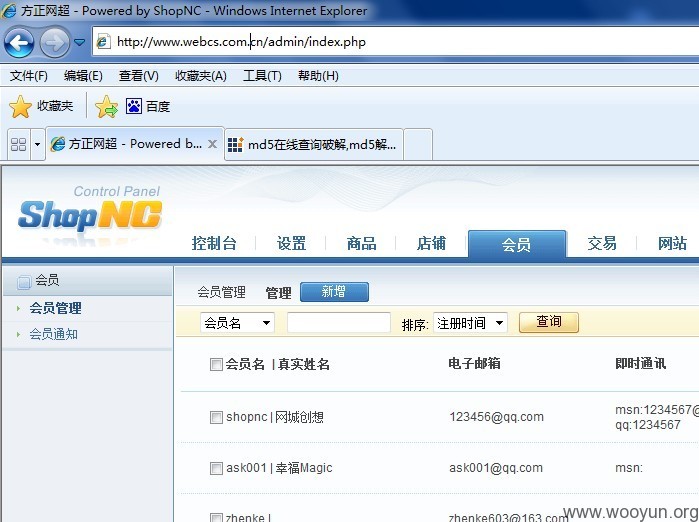 方正网超 - Powered by ShopNC - Windows Internet Explorer
http://www.webcs.com.cn/admin/index.php
文件(F) 编辑(E) 查看(V) 收藏夹(A) 工具(T) 帮助(H)
收藏夹 百度
方正网超 - Powered b... md5在线查询破解,md5解...
Control Panel
ShopNC
控制台 设置 商品 店铺 会员 交易 网站
会员
会员管理
会员通知
会员管理 管理 新增
会员名 排序: 注册时间 查询
会员名 | 真实姓名 电子邮箱 即时通讯
shopnc | 网城创想 123456@qq.com msn:1234567@
qq:1234567
ask001 | 幸福Magic ask001@qq.com msn:
zhenke | zhenke603@163.com
www.wooyun.org